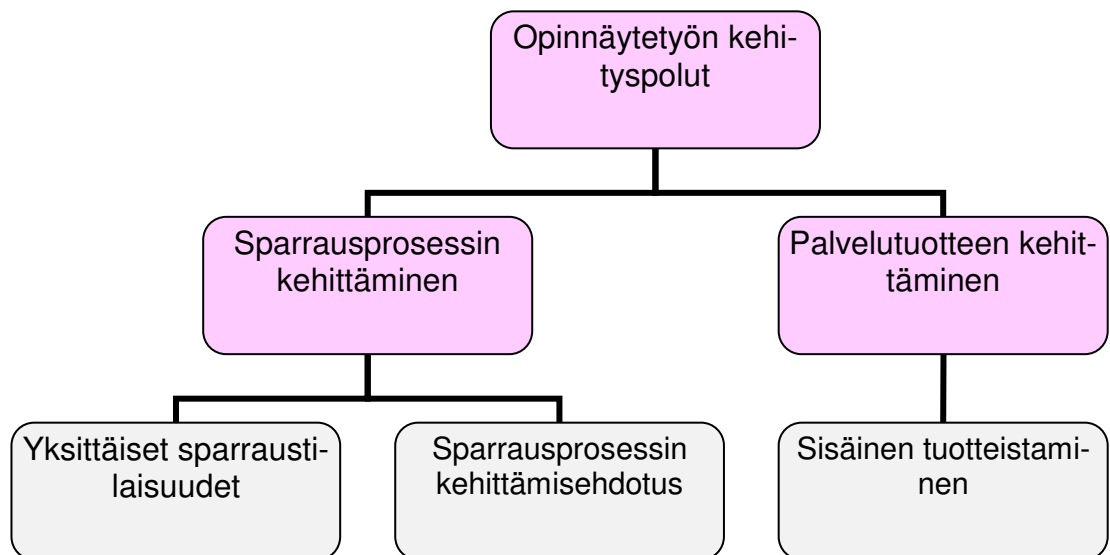 Opinnäytetyön kehi-
tyspolut
Sparrausprosessin
kehittäminen
Palvelutuotteen kehit-
täminen
Yksittäiset sparrausti-
laisuudet
Sparrausprosessin
kehittämisehdotus
Sisäinen tuotteistami-
nen